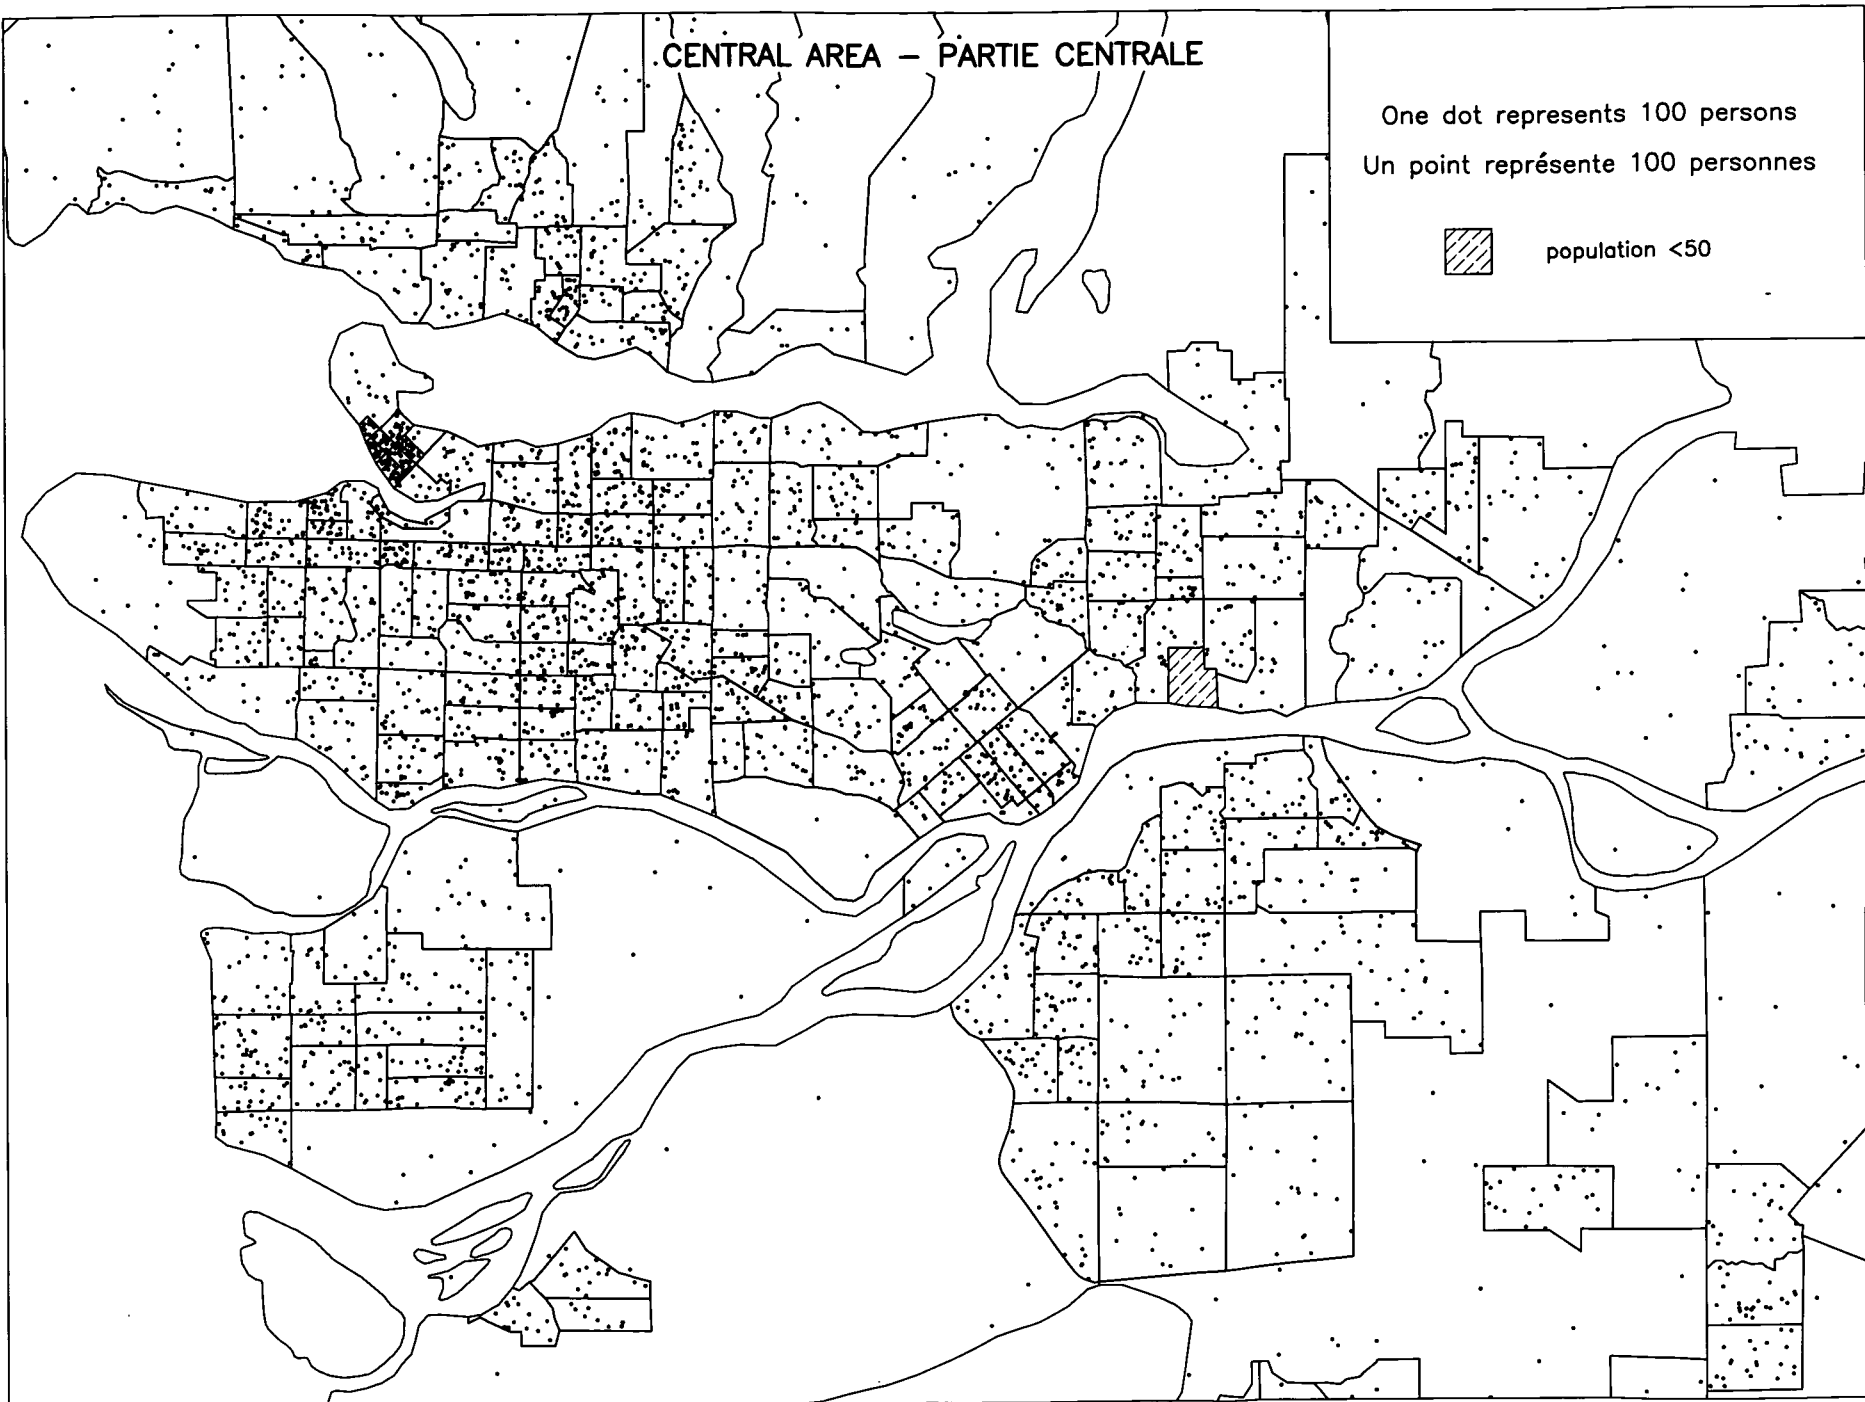 CENTRAL AREA – PARTIE CENTRALE
One dot represents 100 persons
Un point représente 100 personnes
population <50